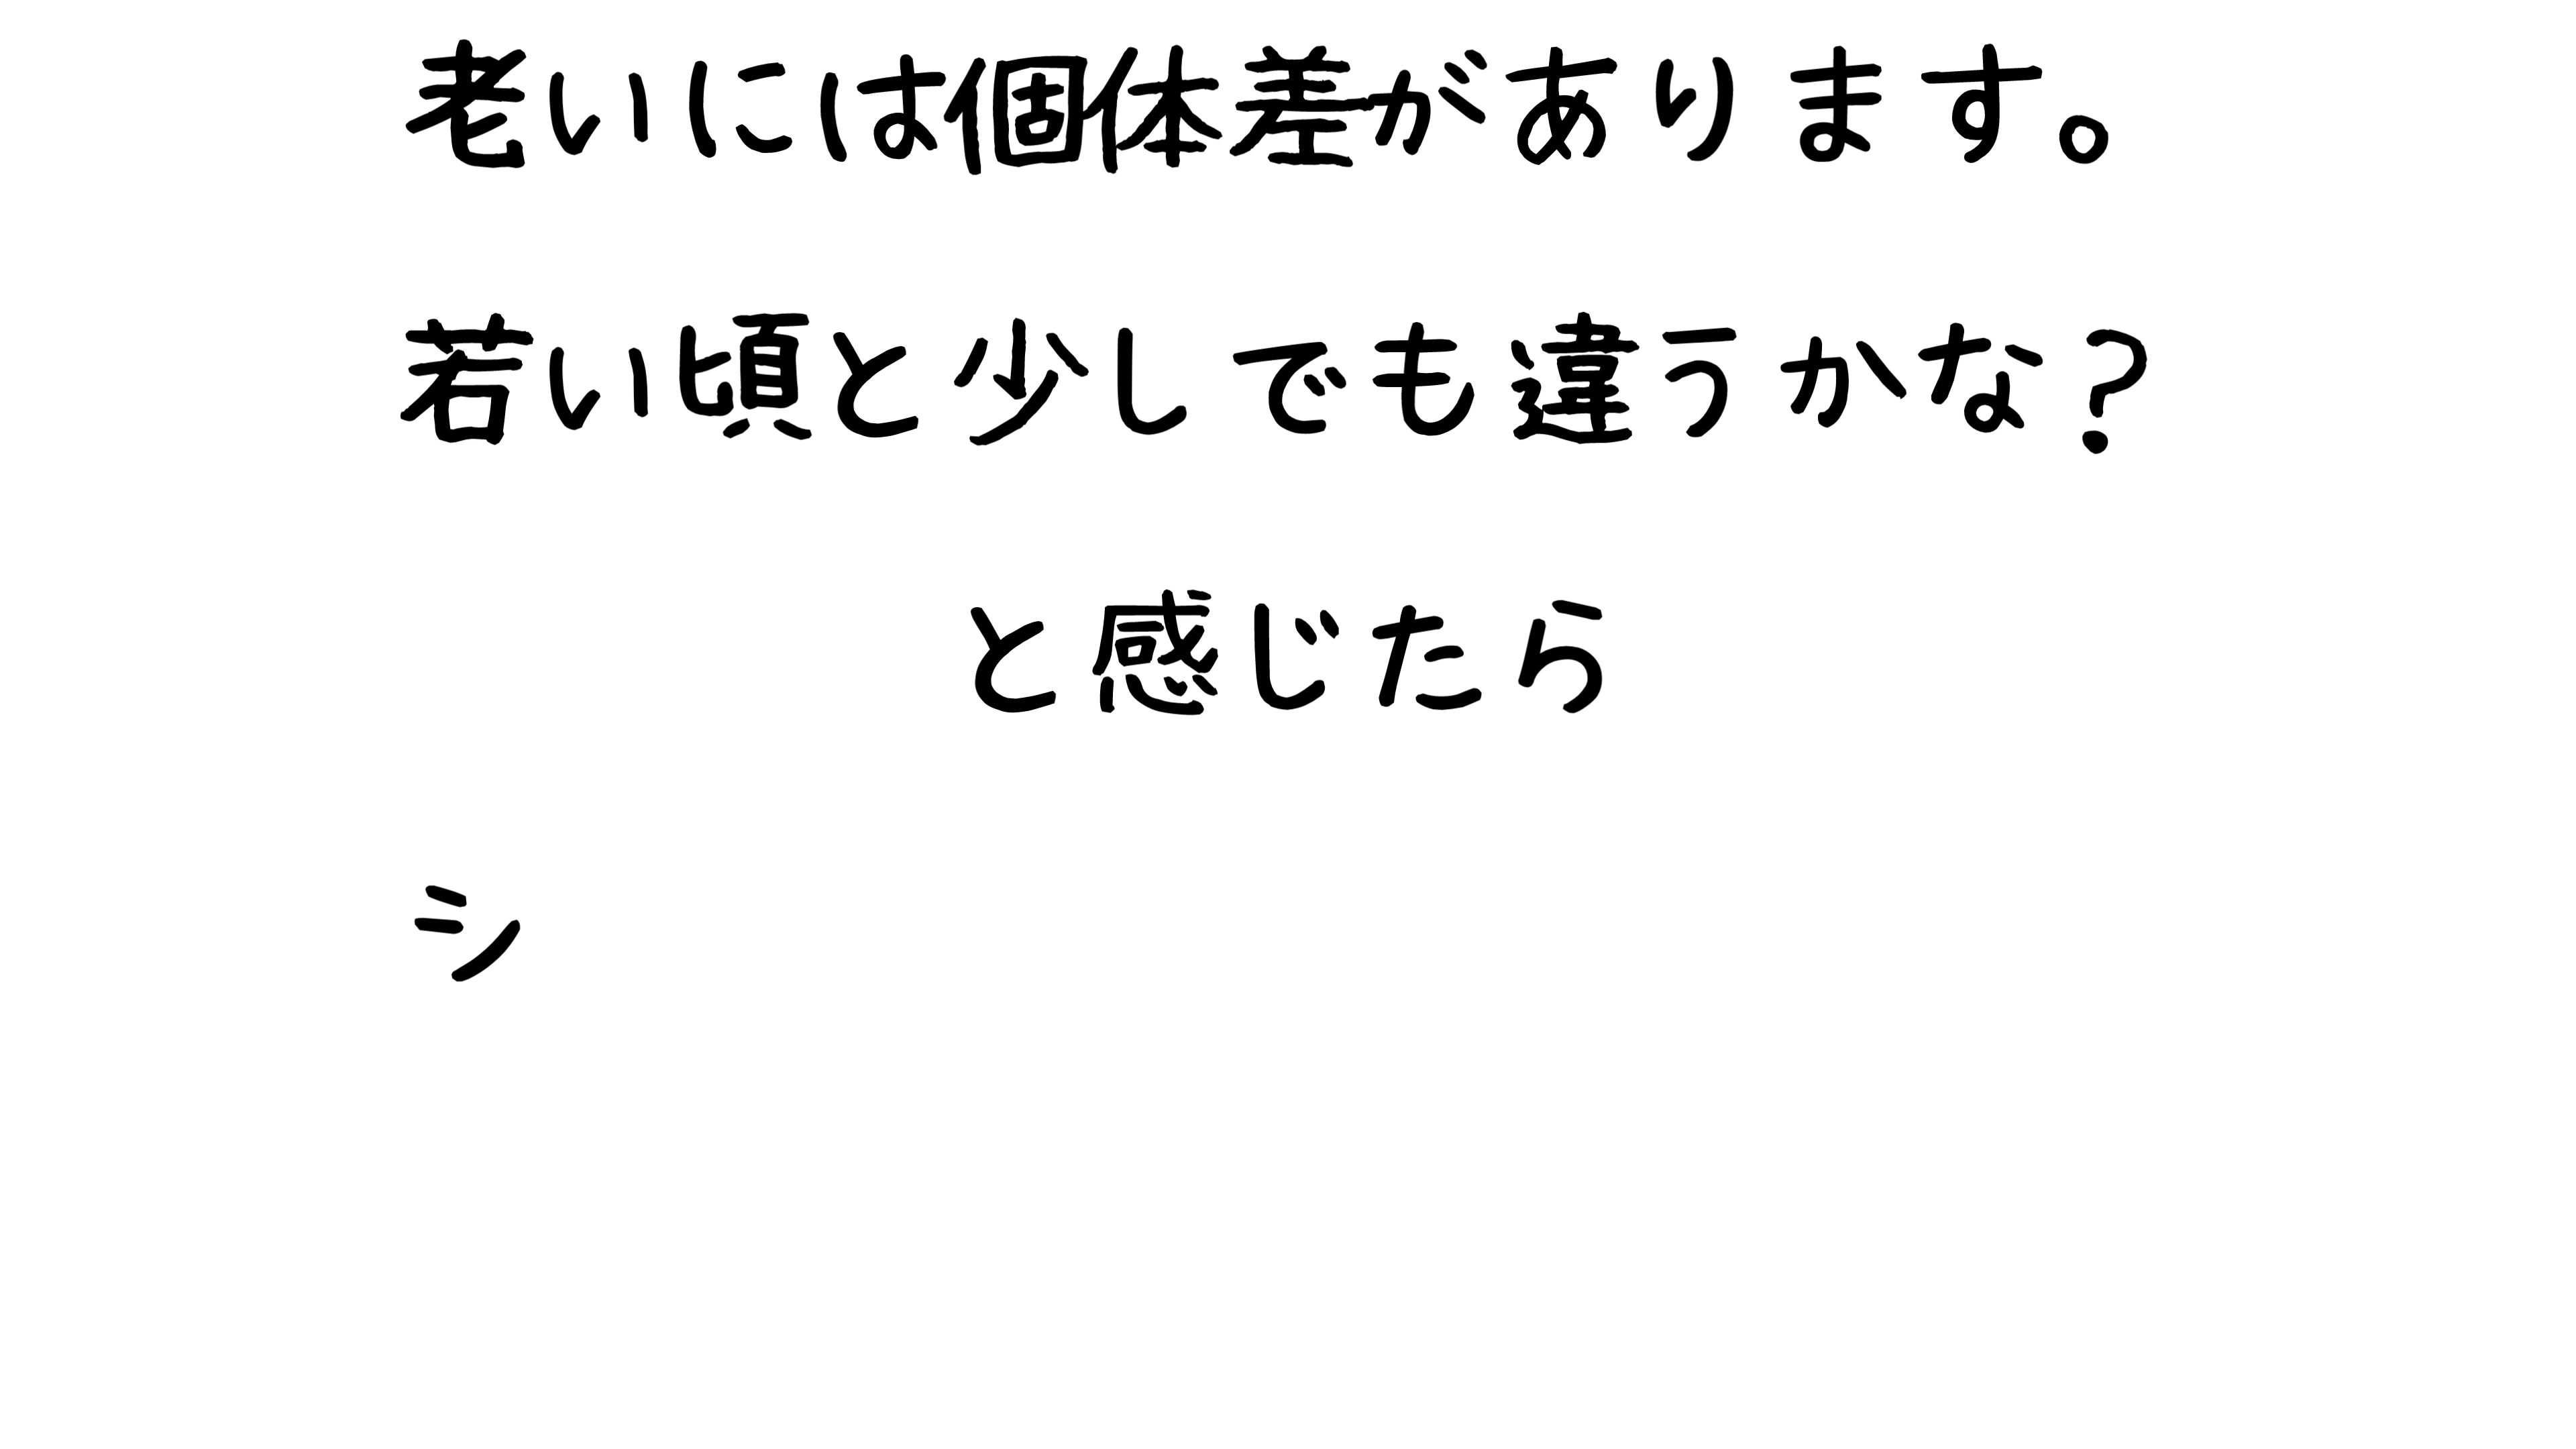 老いには個体差があります。
若い頃と少しでも違うかな？
と感じたら
シ